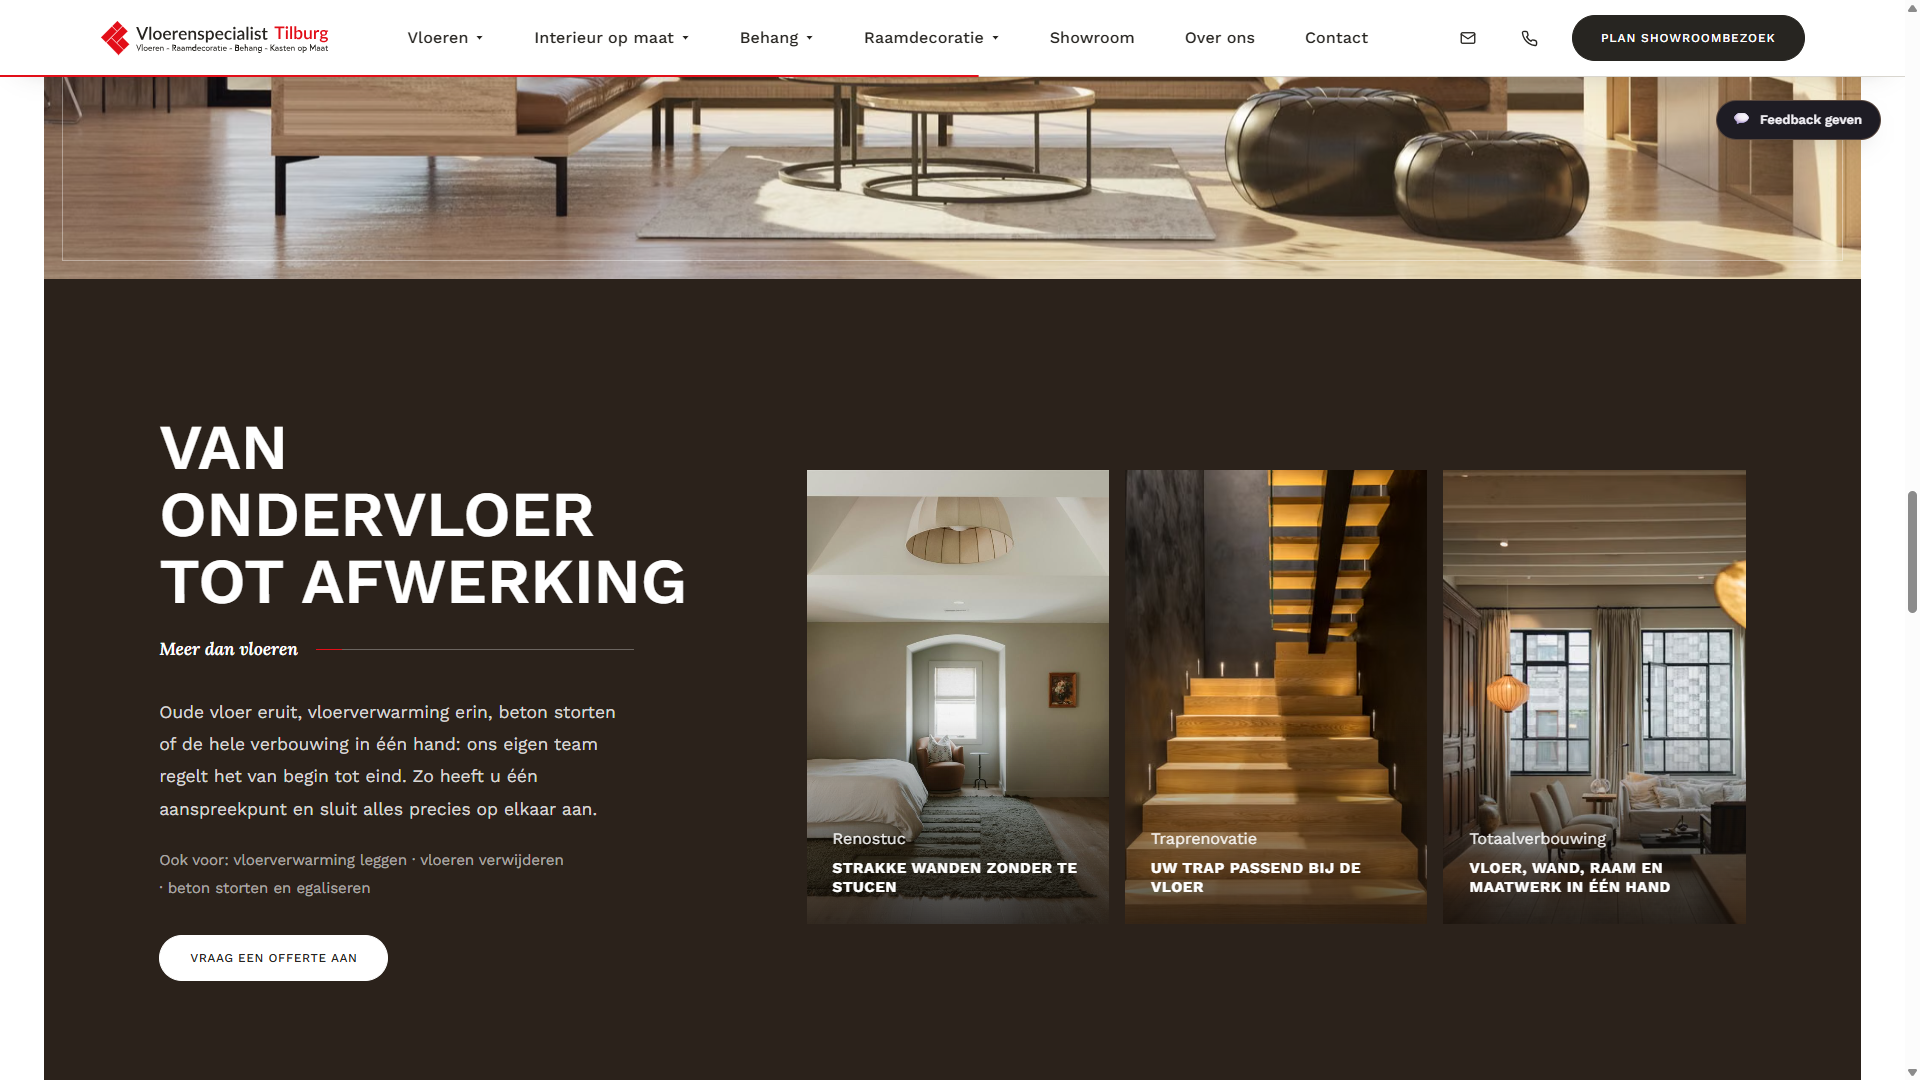 Vloerenspecialist Tilburg
Vloeren - Raamdecoratie - Behang - Kasten op Maat
Vloeren
Interieur op maat
Behang
Raamdecoratie
Showroom
Over ons
Contact
PLAN SHOWROOMBEZOEK
Feedback geven
VAN
ONDERVLOER
TOT AFWERKING
Meer dan vloeren
Oude vloer eruit, vloerverwarming erin, beton storten
of de hele verbouwing in één hand: ons eigen team
regelt het van begin tot eind. Zo heeft u één
aanspreekpunt en sluit alles precies op elkaar aan.
Ook voor: vloerverwarming leggen · vloeren verwijderen
· beton storten en egaliseren
VRAAG EEN OFFERTE AAN
Renostuc
STRAKKE WANDEN ZONDER TE
STUCEN
Traprenovatie
UW TRAP PASSEND BIJ DE
VLOER
Totaalverbouwing
VLOER, WAND, RAAM EN
MAATWERK IN ÉÉN HAND